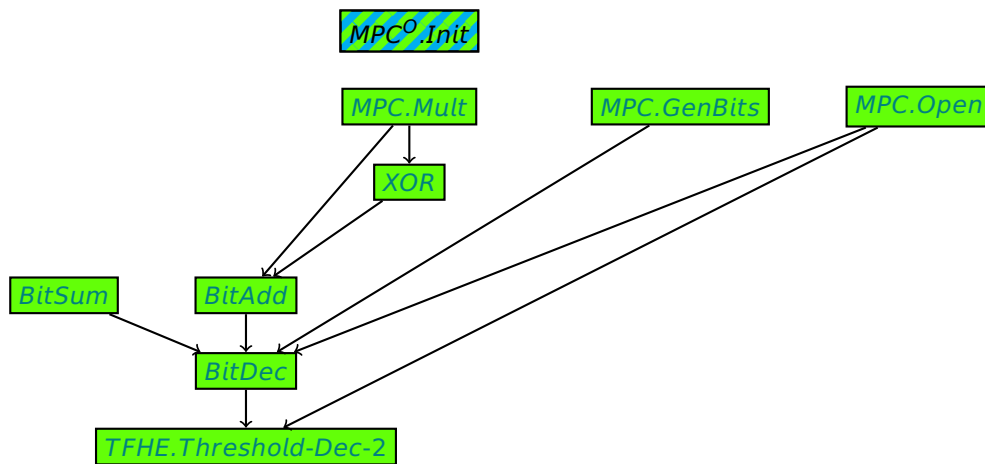 MPC^O.Init
MPC.Mult
MPC.GenBits
MPC.Open
XOR
BitSum
BitAdd
BitDec
TFHE.Threshold-Dec-2